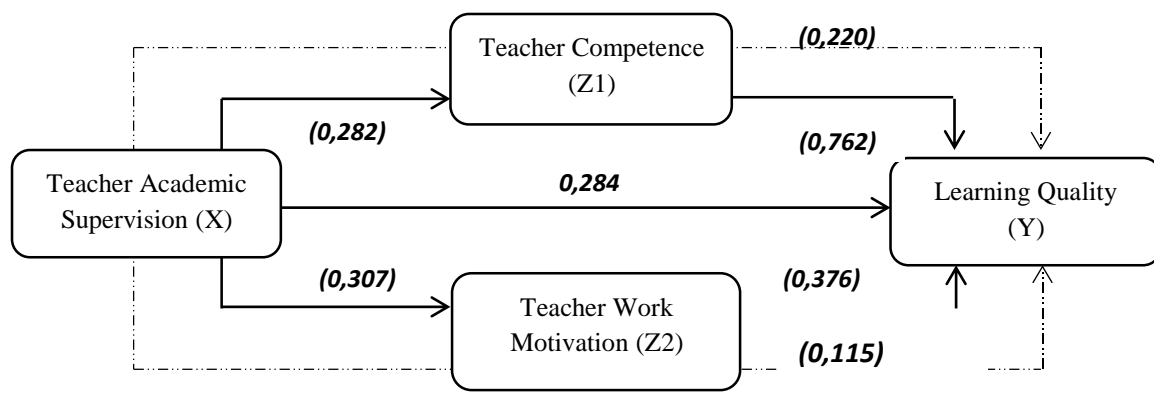 Teacher Competence
(Z1)
(0,220)
(0,282)
(0,762)
Teacher Academic
Supervision (X)
0,284
Learning Quality
(Y)
(0,307)
(0,376)
Teacher Work
Motivation (Z2)
(0,115)